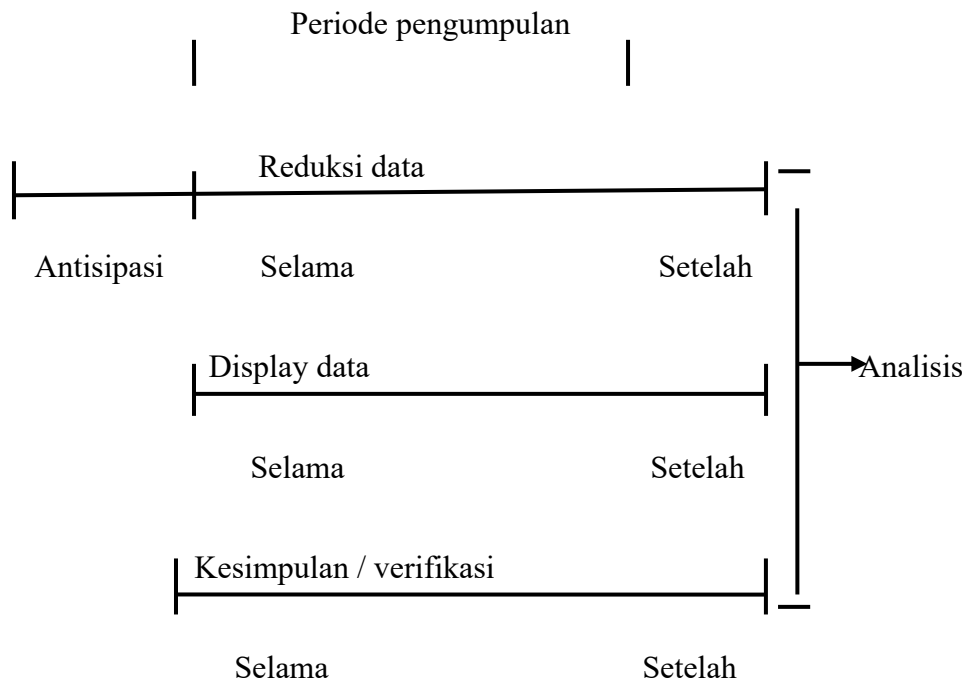 Periode pengumpulan
Reduksi data
Antisipasi Selama Setelah
Display data
Analisis
Selama Setelah
Kesimpulan / verifikasi
Selama Setelah